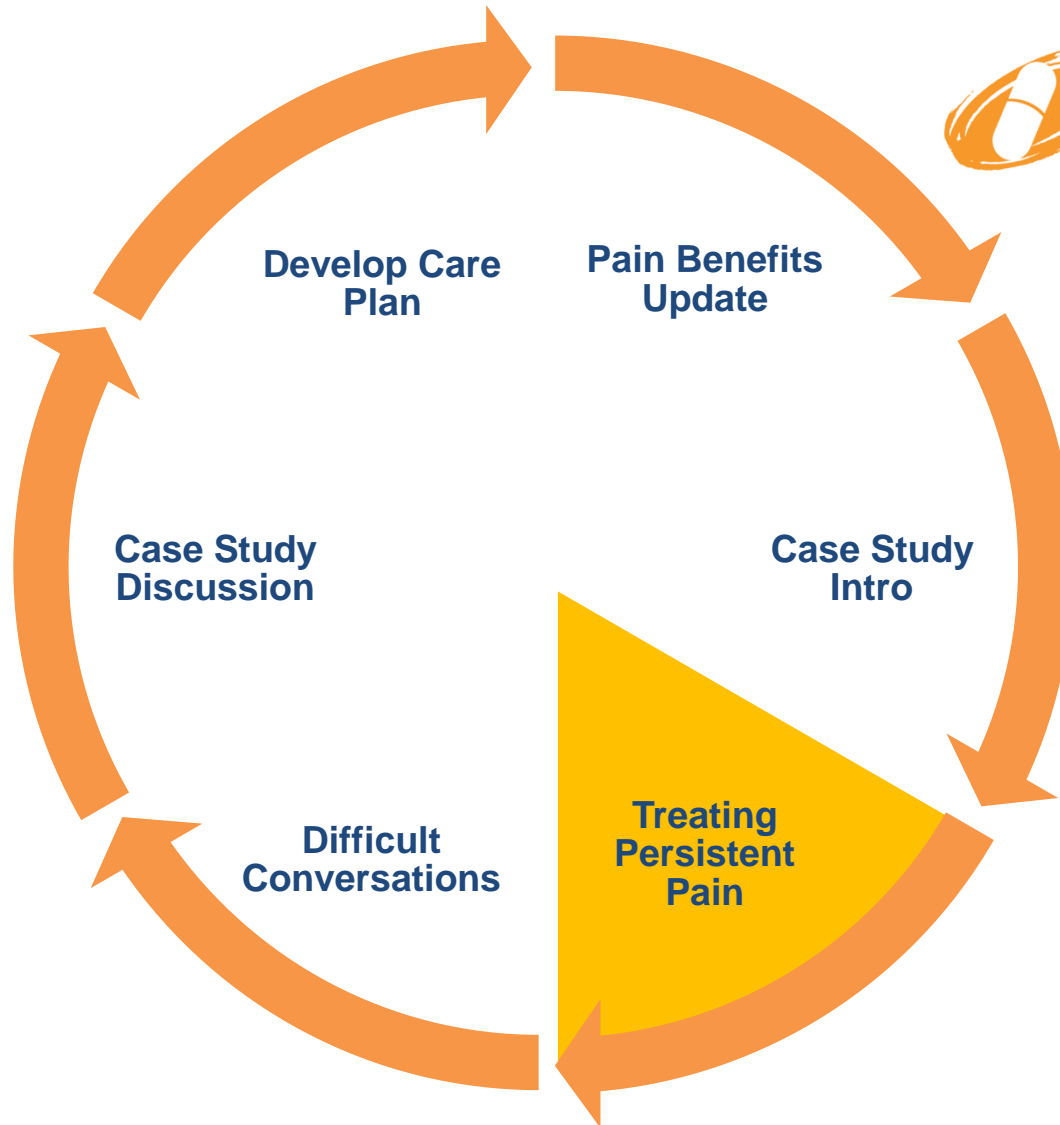 Pain Benefits
Update
Case Study
Intro
Treating
Persistent
Pain
Difficult
Conversations
Case Study
Discussion
Develop Care
Plan